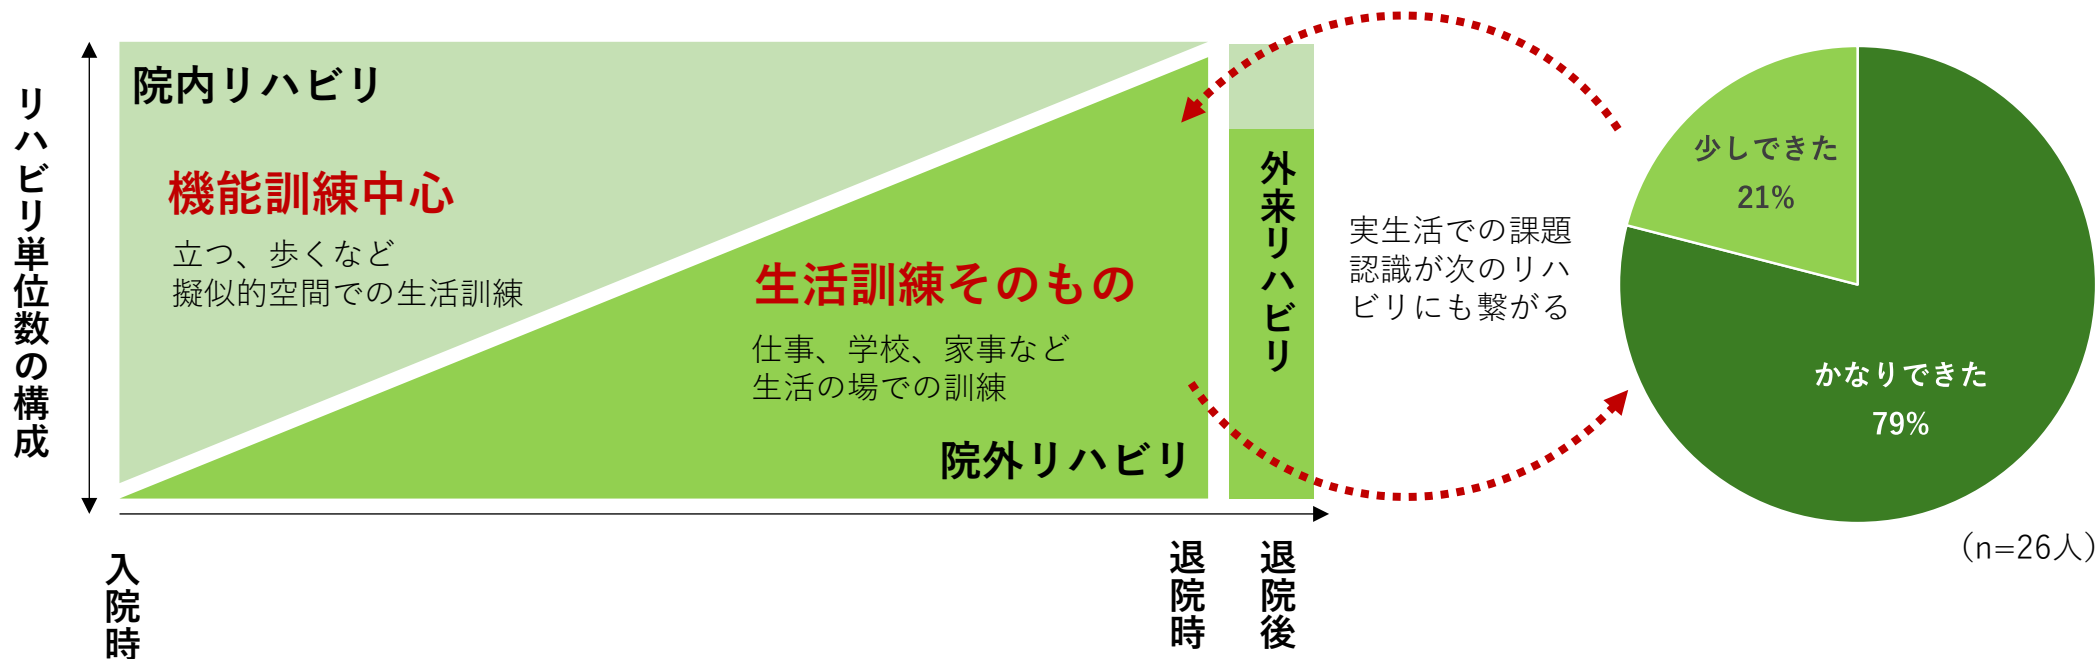 リハビリ単位数の構成
院内リハビリ
機能訓練中心
立つ、歩くなど
擬似的空間での生活訓練
生活訓練そのもの
仕事、学校、家事など
生活の場での訓練
院外リハビリ
外来リハビリ
入院時
退院時
退院後
実生活での課題
認識が次のリハ
ビリにも繋がる
少しできた
21%
かなりできた
79%
(n=26人)